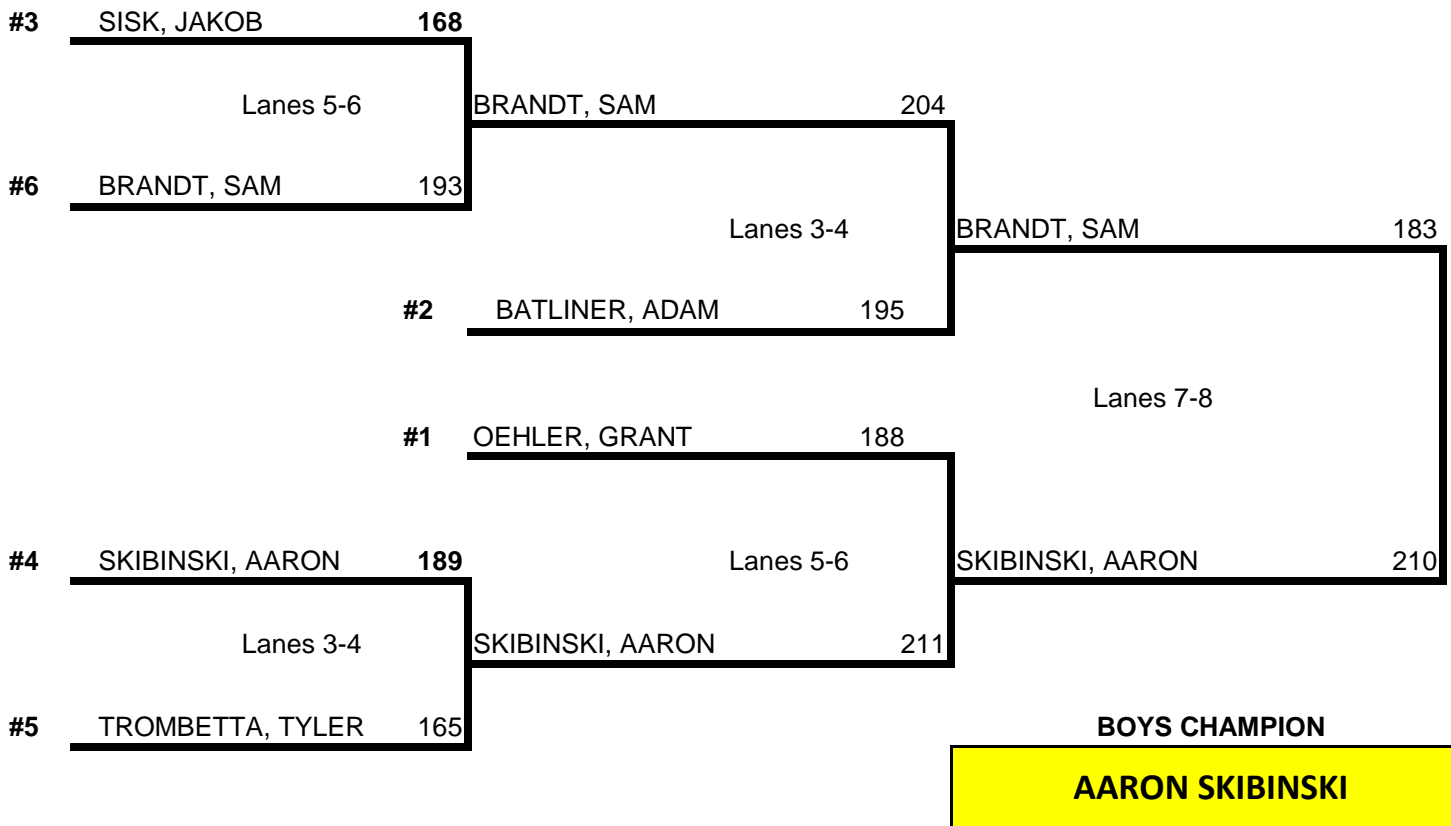 #3 SISK, JAKOB 168
Lanes 5-6 BRANDT, SAM 204
#6 BRANDT, SAM 193
Lanes 3-4 BRANDT, SAM 183
#2 BATLINER, ADAM 195
Lanes 7-8
#1 OEHLER, GRANT 188
#4 SKIBINSKI, AARON 189 Lanes 5-6 SKIBINSKI, AARON 210
Lanes 3-4 SKIBINSKI, AARON 211
#5 TROMBETTA, TYLER 165 BOYS CHAMPION
AARON SKIBINSKI